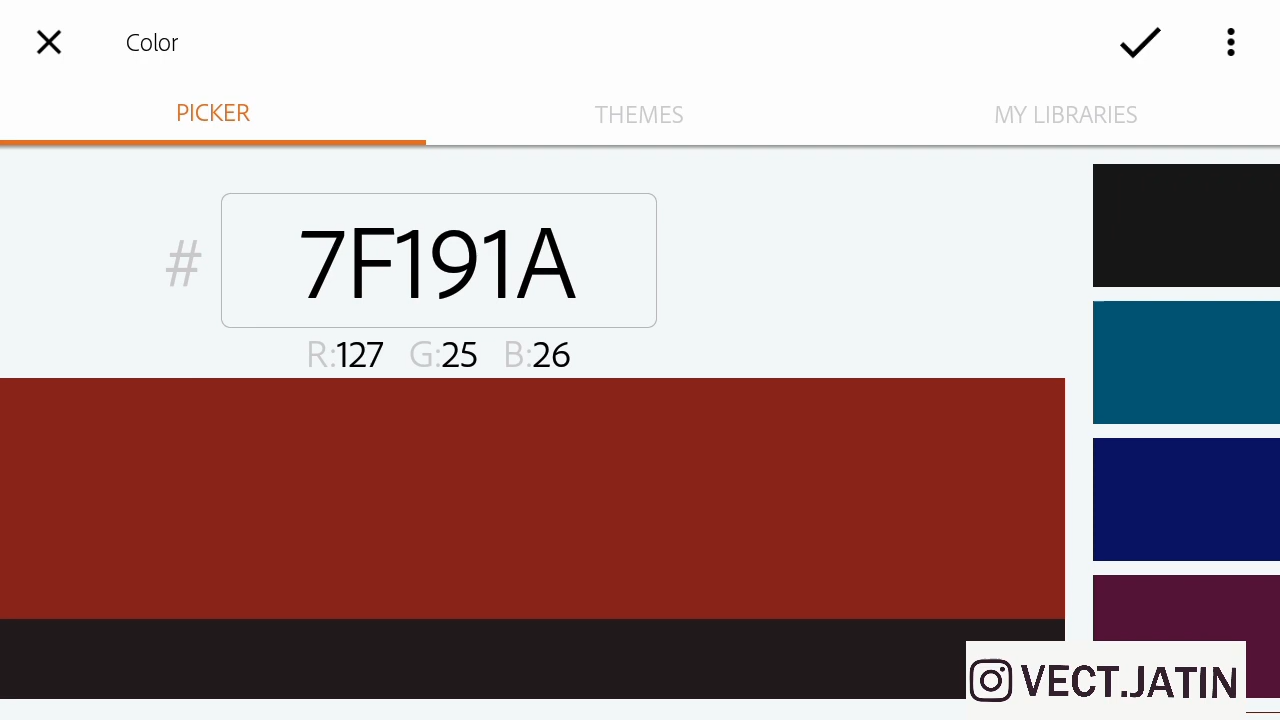 Color
PICKER THEMES MY LIBRARIES
# 7F191A
R:127 G:25 B:26
VECT.JATIN